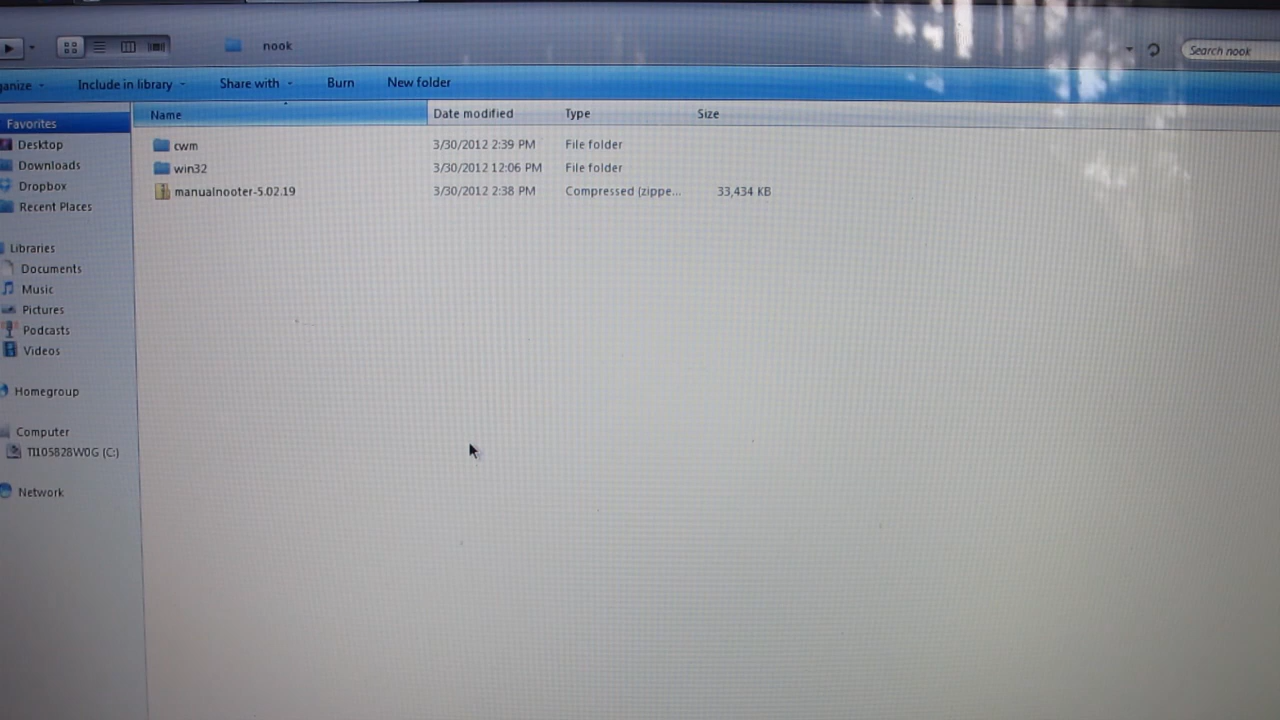 nook
Search nook
ganize Include in library Share with Burn New folder
Name Date modified Type Size
Favorites
Desktop
Downloads
Dropbox
Recent Places
Libraries
Documents
Music
Pictures
Podcasts
Videos
Homegroup
Computer
TI105828W0G (C:)
Network
cwm 3/30/2012 2:39 PM File folder
win32 3/30/2012 12:06 PM File folder
manualnooter-5.02.19 3/30/2012 2:38 PM Compressed (zippe... 33,434 KB